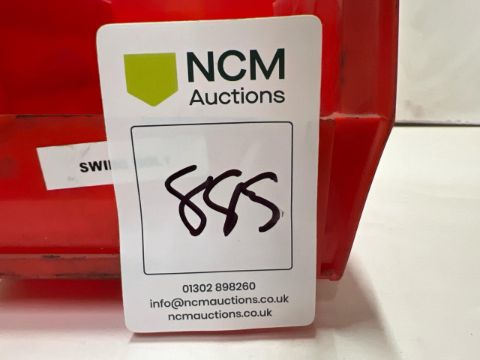 NCM
Auctions
885
01302 898260
info@ncmauctions.co.uk
ncmauctions.co.uk